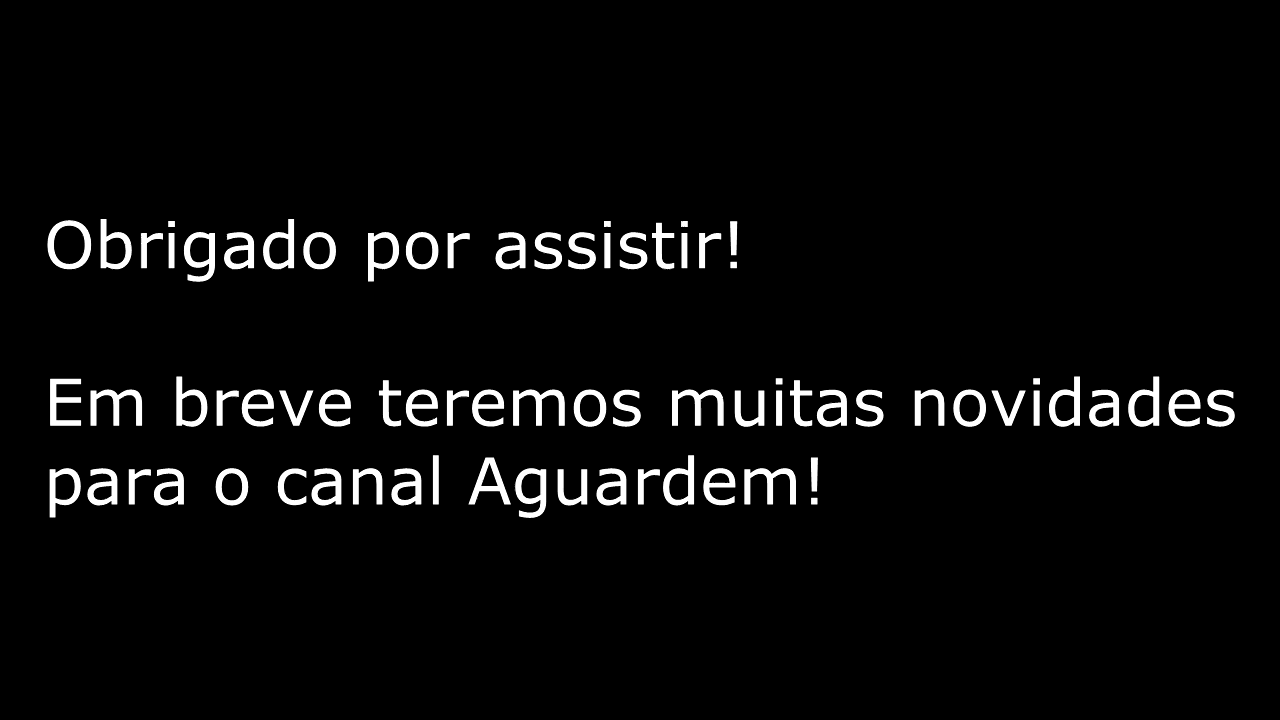 Obrigado por assistir!
Em breve teremos muitas novidades
para o canal Aguardem!